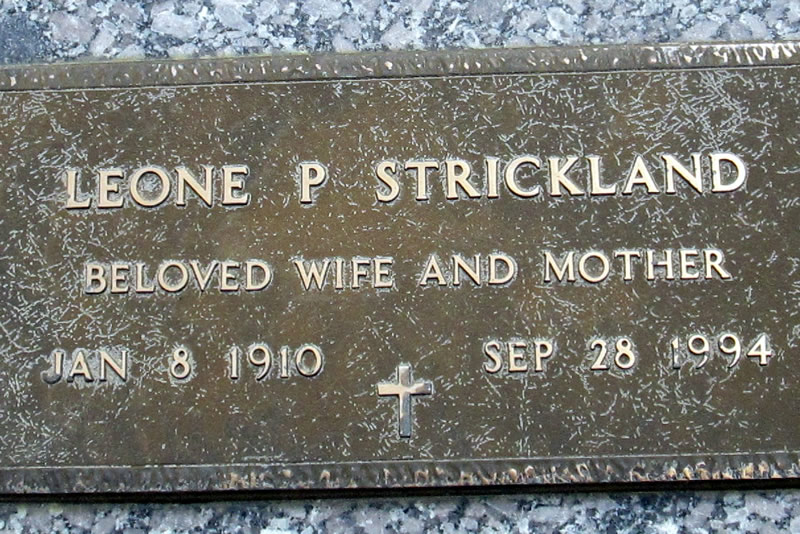 LEONE P STRICKLAND
BELOVED WIFE AND MOTHER
JAN 8 1910 SEP 28 1994